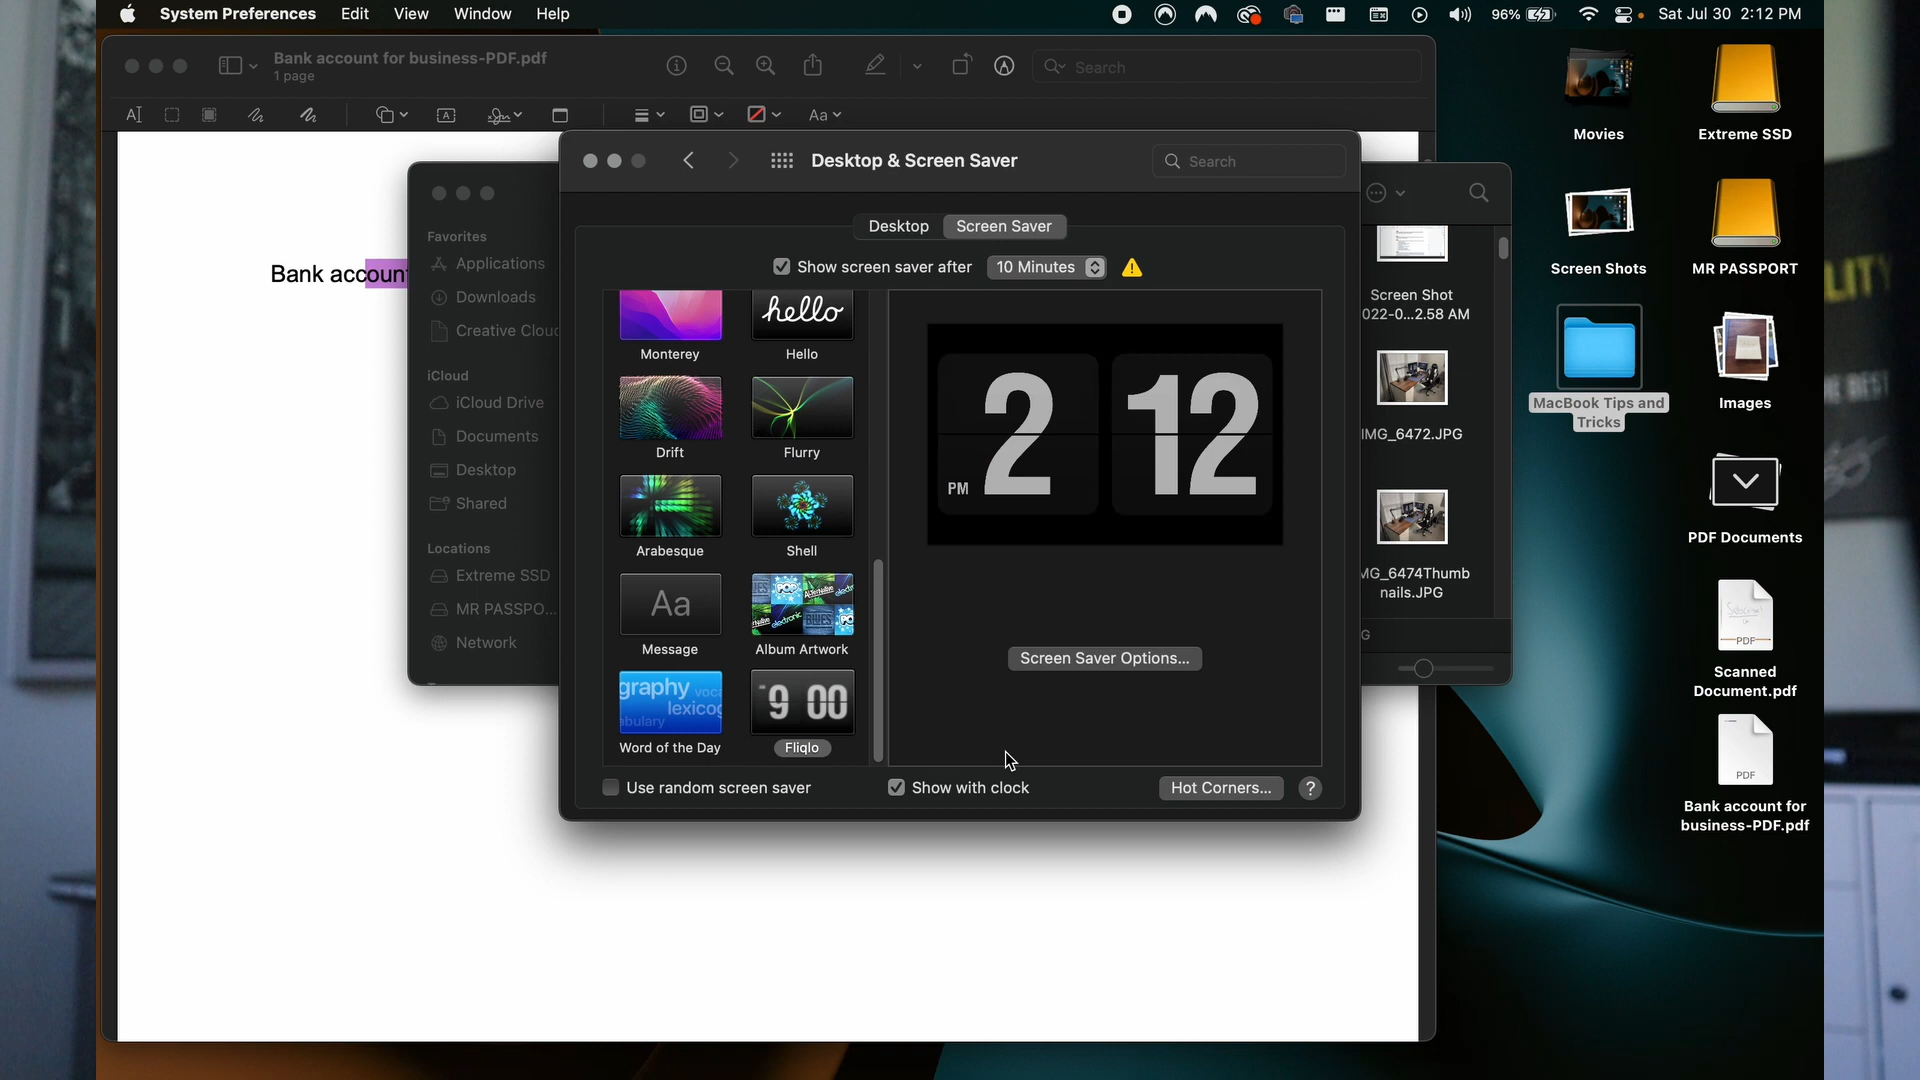 System Preferences Edit View Window Help
96% Sat Jul 30 2:12 PM
Bank account for business-PDF.pdf
1 page
Search
Aa
Bank account
Favorites
Applications
Downloads
Creative Cloud
iCloud
iCloud Drive
Documents
Desktop
Shared
Locations
Extreme SSD
MR PASSPO...
Network
Desktop & Screen Saver
Search
Desktop Screen Saver
Show screen saver after 10 Minutes
Monterey
hello
Hello
Drift
Flurry
Arabesque
Shell
Aa
Message
Album Artwork
graphy
lexicog
abulary
Word of the Day
9 00
Fliqlo
PM 2 12
Screen Saver Options...
Use random screen saver
Show with clock
Hot Corners...
?
Screen Shot
022-0...2.58 AM
IMG_6472.JPG
MG_6474Thumb
nails.JPG
G
Movies
Extreme SSD
Screen Shots
MR PASSPORT
MacBook Tips and
Tricks
Images
PDF Documents
PDF
Scanned
Document.pdf
PDF
Bank account for
business-PDF.pdf